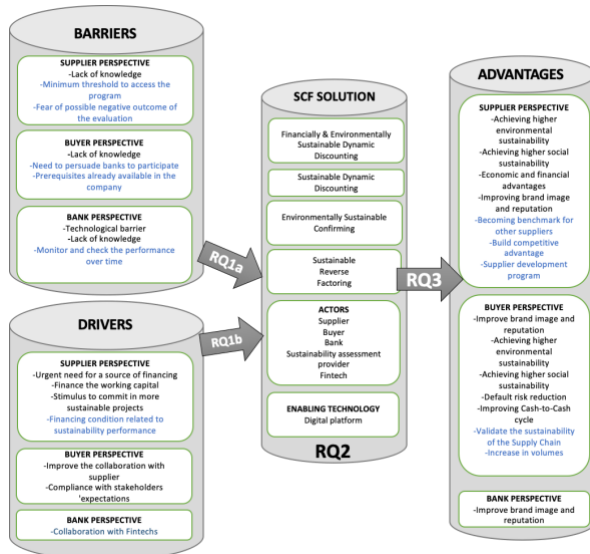 BARRIERS
SUPPLIER PERSPECTIVE
-Lack of knowledge
-Minimum threshold to access the
program
-Fear of possible negative outcome of
the evaluation
BUYER PERSPECTIVE
-Lack of knowledge
-Need to persuade banks to participate
-Prerequisites already available in the
company
BANK PERSPECTIVE
-Technological barrier
-Lack of knowledge
-Monitor and check the performance
over time
RQ1a
DRIVERS
SUPPLIER PERSPECTIVE
-Urgent need for a source of financing
-Finance the working capital
-Stimulus to commit in more
sustainable projects
-Financing condition related to
sustainability performance
BUYER PERSPECTIVE
-Improve the collaboration with
supplier
-Compliance with stakeholders
'expectations
BANK PERSPECTIVE
-Collaboration with Fintechs
RQ1b
SCF SOLUTION
Financially & Environmentally
Sustainable Dynamic
Discounting
Sustainable Dynamic
Discounting
Environmentally Sustainable
Confirming
Sustainable
Reverse
Factoring
ACTORS
Supplier
Buyer
Bank
Sustainability assessment
provider
Fintech
ENABLING TECHNOLOGY
Digital platform
RQ2
RQ3
ADVANTAGES
SUPPLIER PERSPECTIVE
-Achieving higher
environmental
sustainability
-Achieving higher social
sustainability
-Economic and financial
advantages
-Improving brand image
and reputation
-Becoming benchmark for
other suppliers
-Build competitive
advantage
-Supplier development
program
BUYER PERSPECTIVE
-Improve brand image and
reputation
-Achieving higher
environmental
sustainability
-Achieving higher social
sustainability
-Default risk reduction
-Improving Cash-to-Cash
cycle
-Validate the sustainability
of the Supply Chain
-Increase in volumes
BANK PERSPECTIVE
-Improve brand image and
reputation